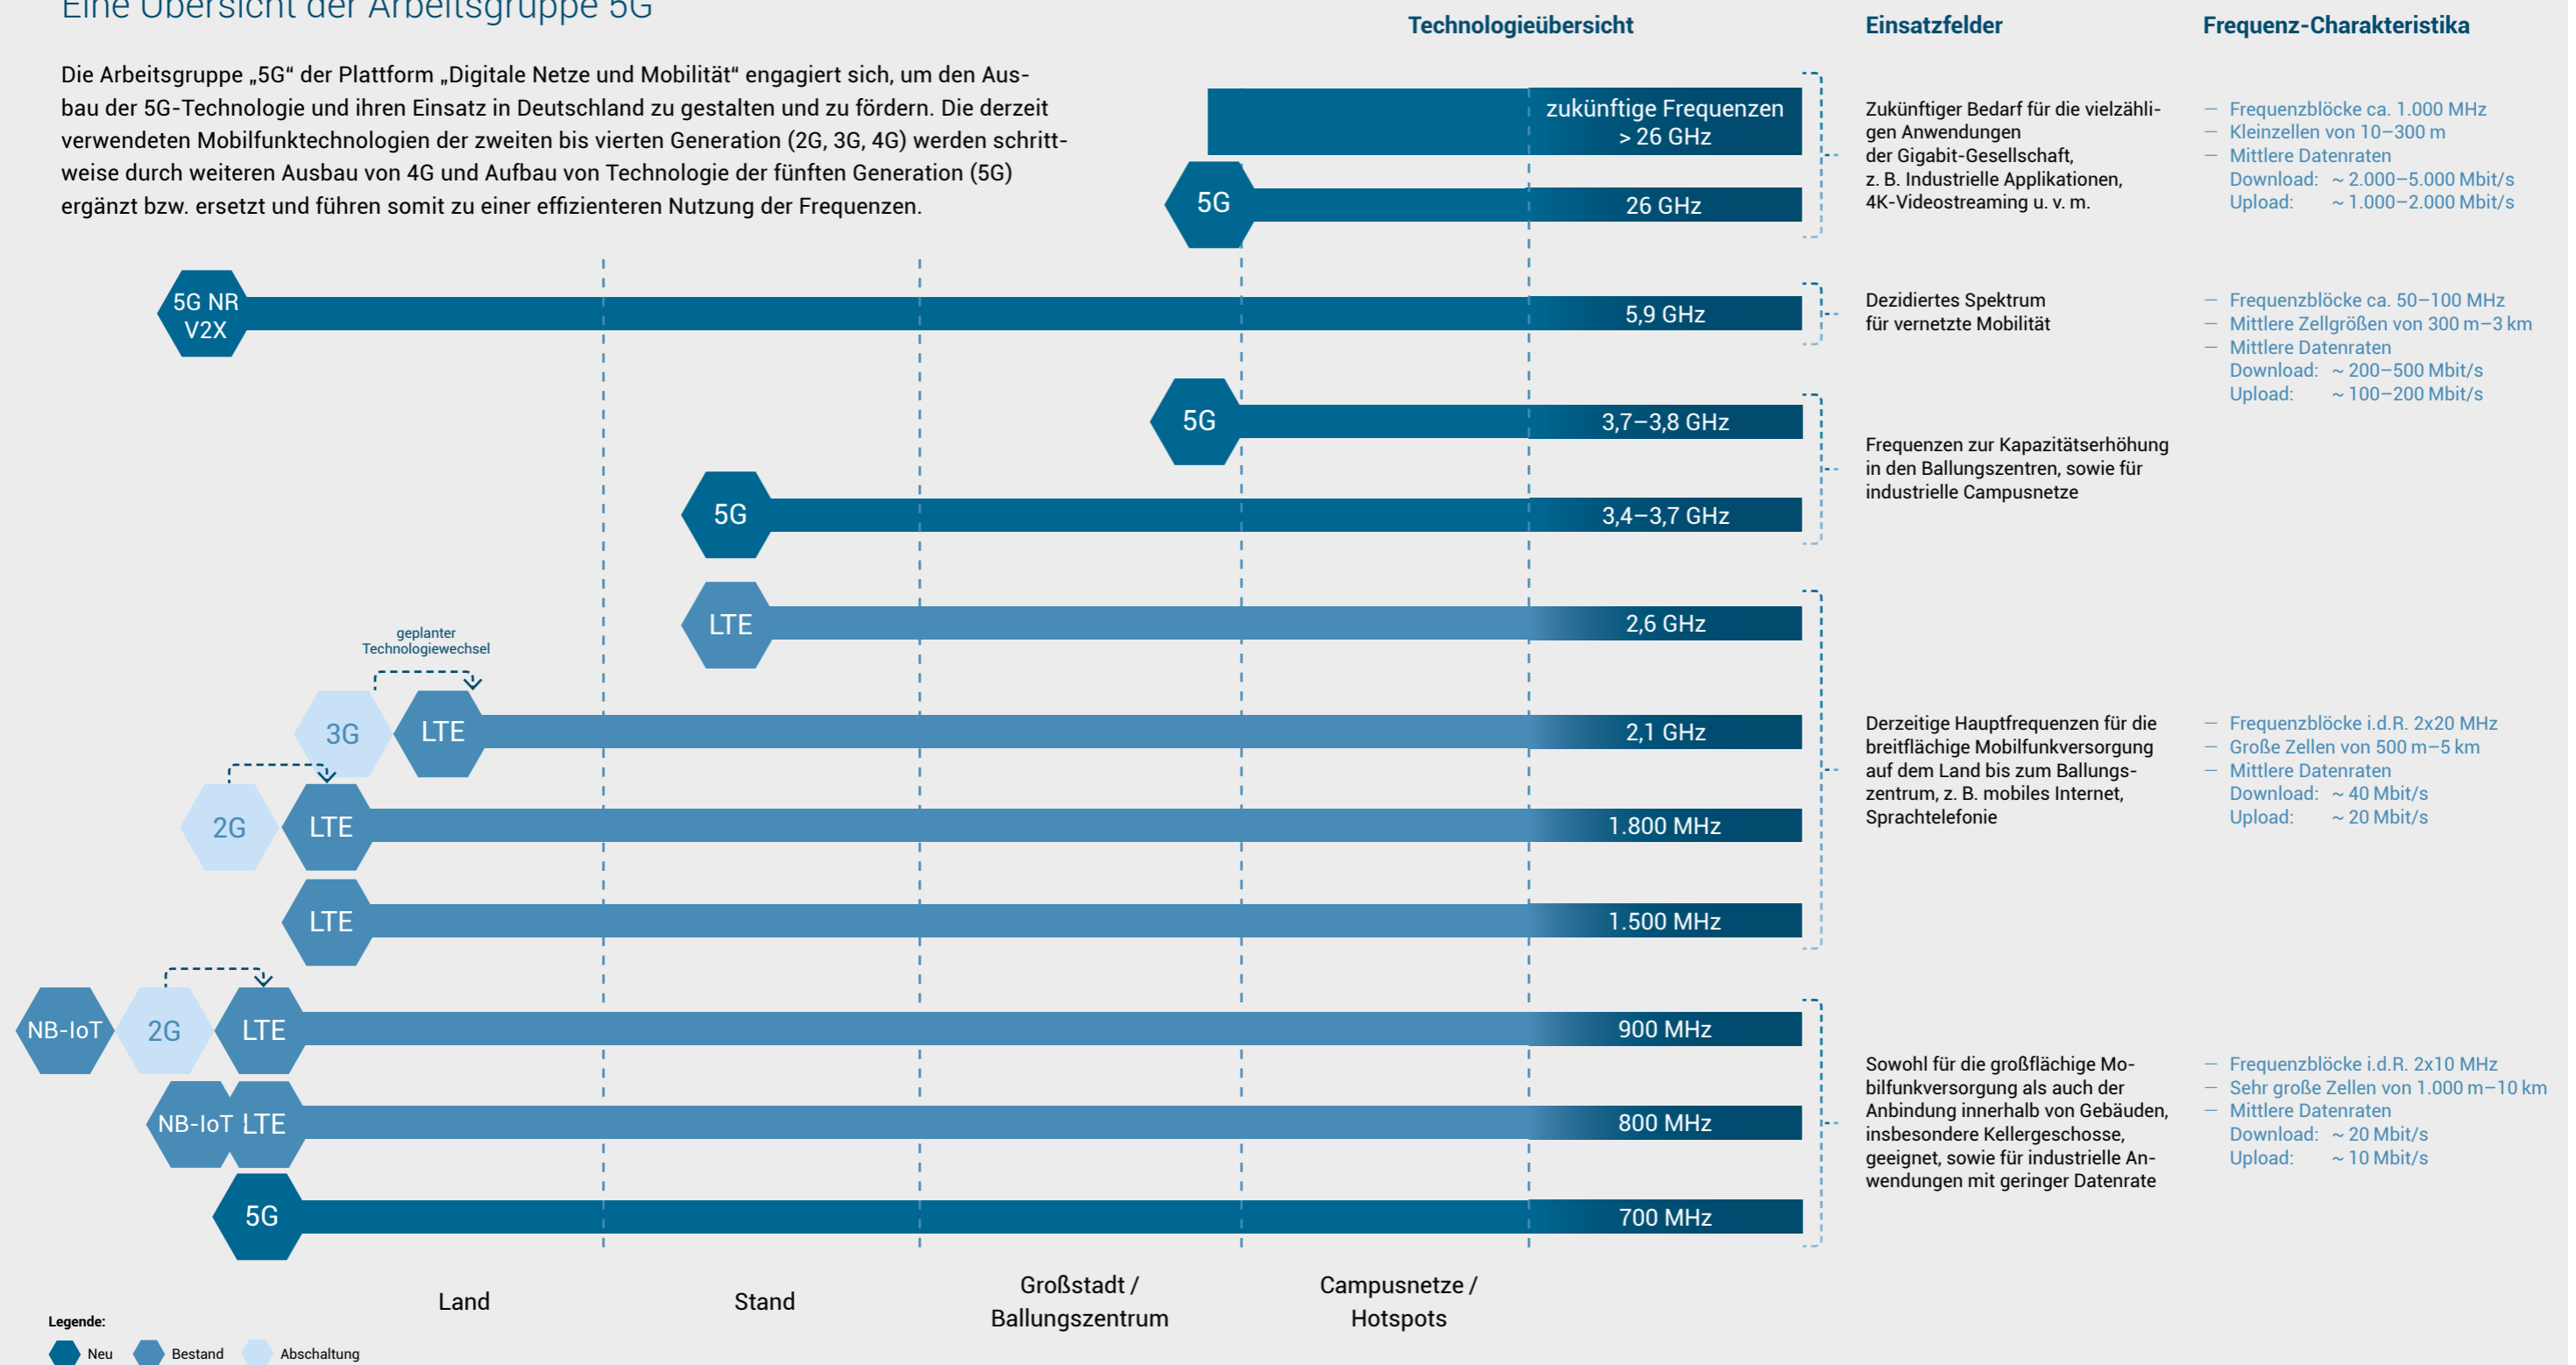 Eine Übersicht der Arbeitsgruppe 5G
Die Arbeitsgruppe „5G“ der Plattform „Digitale Netze und Mobilität“ engagiert sich, um den Aus-
bau der 5G-Technologie und ihren Einsatz in Deutschland zu gestalten und zu fördern. Die derzeit
verwendeten Mobilfunktechnologien der zweiten bis vierten Generation (2G, 3G, 4G) werden schritt-
weise durch weiteren Ausbau von 4G und Aufbau von Technologie der fünften Generation (5G)
ergänzt bzw. ersetzt und führen somit zu einer effizienteren Nutzung der Frequenzen.
Technologieübersicht
Einsatzfelder
Frequenz-Charakteristika
zukünftige Frequenzen
> 26 GHz
5G
26 GHz
Zukünftiger Bedarf für die vielzähli-
gen Anwendungen
der Gigabit-Gesellschaft,
z. B. Industrielle Applikationen,
4K-Videostreaming u. v. m.
– Frequenzblöcke ca. 1.000 MHz
– Kleinzellen von 10–300 m
– Mittlere Datenraten
Download: ~ 2.000–5.000 Mbit/s
Upload: ~ 1.000–2.000 Mbit/s
5G NR
V2X
5,9 GHz
Dezidiertes Spektrum
für vernetzte Mobilität
– Frequenzblöcke ca. 50–100 MHz
– Mittlere Zellgrößen von 300 m–3 km
– Mittlere Datenraten
Download: ~ 200–500 Mbit/s
Upload: ~ 100–200 Mbit/s
5G
3,7–3,8 GHz
5G
3,4–3,7 GHz
Frequenzen zur Kapazitätserhöhung
in den Ballungszentren, sowie für
industrielle Campusnetze
LTE
2,6 GHz
geplanter
Technologiewechsel
3G
LTE
2,1 GHz
2G
LTE
1.800 MHz
LTE
1.500 MHz
Derzeitige Hauptfrequenzen für die
breitflächige Mobilfunkversorgung
auf dem Land bis zum Ballungs-
zentrum, z. B. mobiles Internet,
Sprachtelefonie
– Frequenzblöcke i.d.R. 2x20 MHz
– Große Zellen von 500 m–5 km
– Mittlere Datenraten
Download: ~ 40 Mbit/s
Upload: ~ 20 Mbit/s
NB-IoT
2G
LTE
900 MHz
NB-IoT
LTE
800 MHz
5G
700 MHz
Sowohl für die großflächige Mo-
bilfunkversorgung als auch der
Anbindung innerhalb von Gebäuden,
insbesondere Kellergeschosse,
geeignet, sowie für industrielle An-
wendungen mit geringer Datenrate
– Frequenzblöcke i.d.R. 2x10 MHz
– Sehr große Zellen von 1.000 m–10 km
– Mittlere Datenraten
Download: ~ 20 Mbit/s
Upload: ~ 10 Mbit/s
Land
Stand
Großstadt /
Ballungszentrum
Campusnetze /
Hotspots
Legende:
Neu
Bestand
Abschaltung